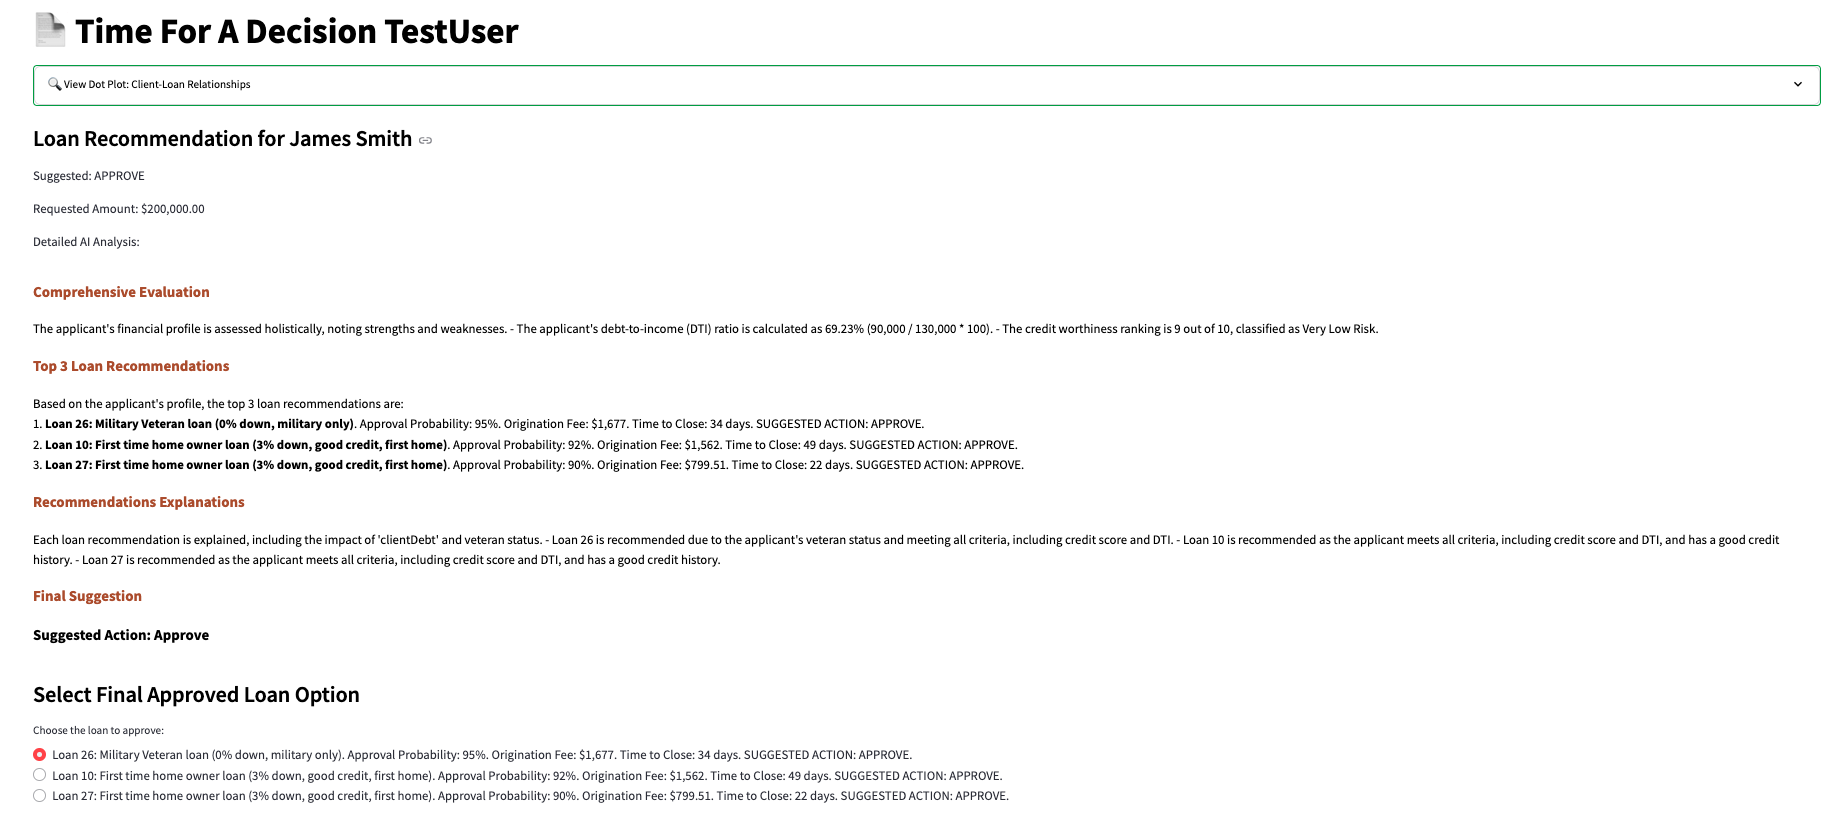 Time For A Decision TestUser
View Dot Plot: Client-Loan Relationships
Loan Recommendation for James Smith
Suggested: APPROVE
Requested Amount: $200,000.00
Detailed AI Analysis:
Comprehensive Evaluation
The applicant's financial profile is assessed holistically, noting strengths and weaknesses. - The applicant's debt-to-income (DTI) ratio is calculated as 69.23% (90,000 / 130,000 * 100). - The credit worthiness ranking is 9 out of 10, classified as Very Low Risk.
Top 3 Loan Recommendations
Based on the applicant's profile, the top 3 loan recommendations are:
1. Loan 26: Military Veteran loan (0% down, military only). Approval Probability: 95%. Origination Fee: $1,677. Time to Close: 34 days. SUGGESTED ACTION: APPROVE.
2. Loan 10: First time home owner loan (3% down, good credit, first home). Approval Probability: 92%. Origination Fee: $1,562. Time to Close: 49 days. SUGGESTED ACTION: APPROVE.
3. Loan 27: First time home owner loan (3% down, good credit, first home). Approval Probability: 90%. Origination Fee: $799.51. Time to Close: 22 days. SUGGESTED ACTION: APPROVE.
Recommendations Explanations
Each loan recommendation is explained, including the impact of 'clientDebt' and veteran status. - Loan 26 is recommended due to the applicant's veteran status and meeting all criteria, including credit score and DTI. - Loan 10 is recommended as the applicant meets all criteria, including credit score and DTI, and has a good credit
history. - Loan 27 is recommended as the applicant meets all criteria, including credit score and DTI, and has a good credit history.
Final Suggestion
Suggested Action: Approve
Select Final Approved Loan Option
Choose the loan to approve:
Loan 26: Military Veteran loan (0% down, military only). Approval Probability: 95%. Origination Fee: $1,677. Time to Close: 34 days. SUGGESTED ACTION: APPROVE.
Loan 10: First time home owner loan (3% down, good credit, first home). Approval Probability: 92%. Origination Fee: $1,562. Time to Close: 49 days. SUGGESTED ACTION: APPROVE.
Loan 27: First time home owner loan (3% down, good credit, first home). Approval Probability: 90%. Origination Fee: $799.51. Time to Close: 22 days. SUGGESTED ACTION: APPROVE.